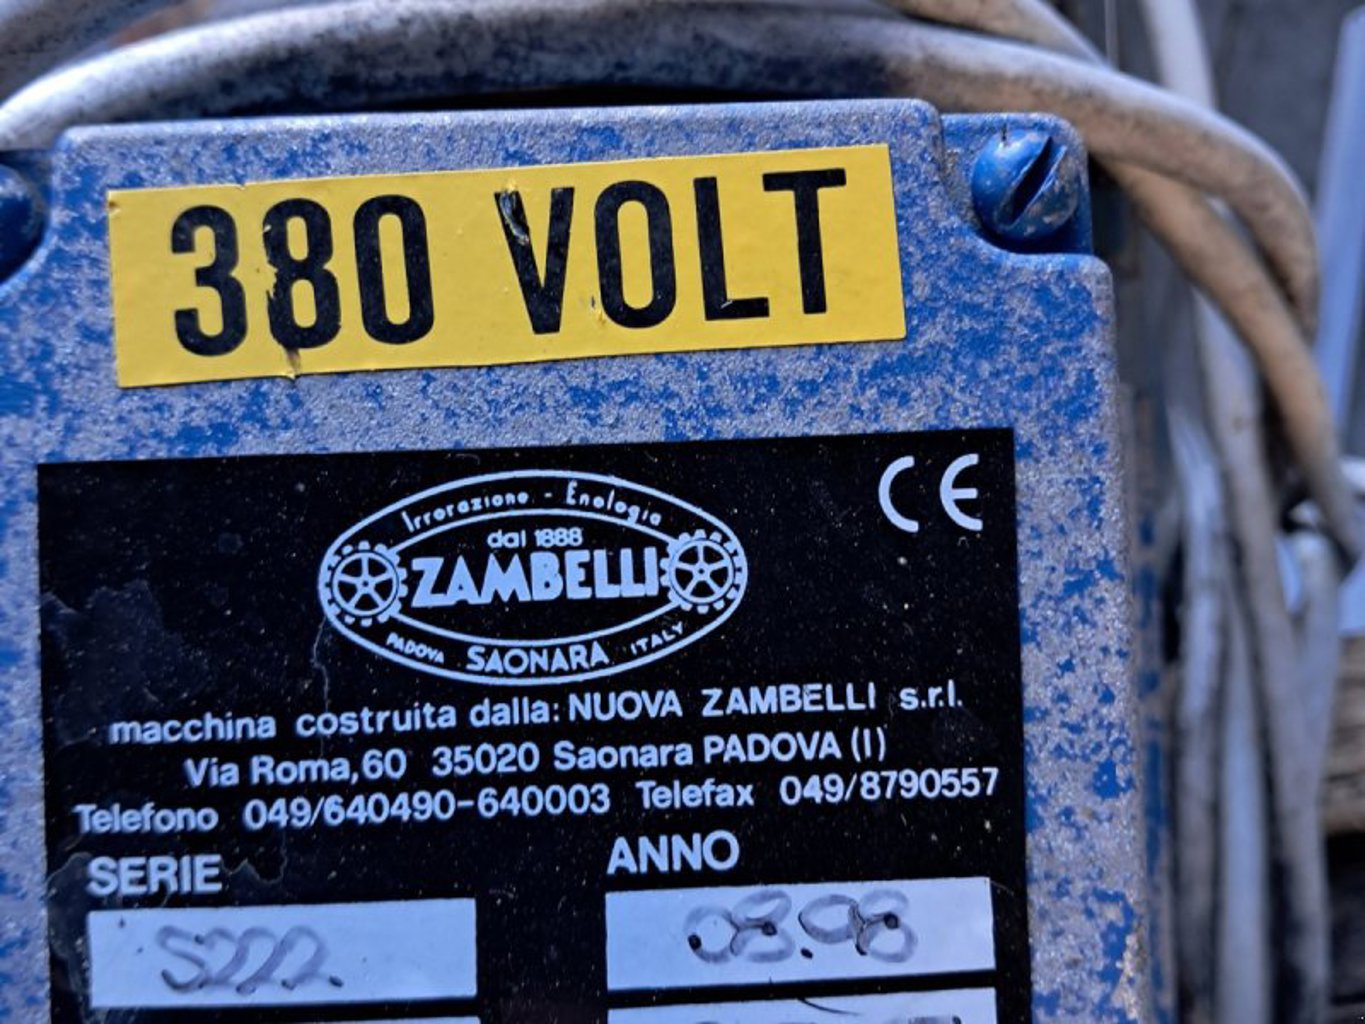 380 VOLT
CE
Irrorazione - Enologia
dal 1888
ZAMBELLI
PADOVA SAONARA ITALY
macchina costruita dalla: NUOVA ZAMBELLI s.r.l.
Via Roma,60 35020 Saonara PADOVA (I)
Telefono 049/640490-640003 Telefax 049/8790557
SERIE ANNO
S222. 08.98